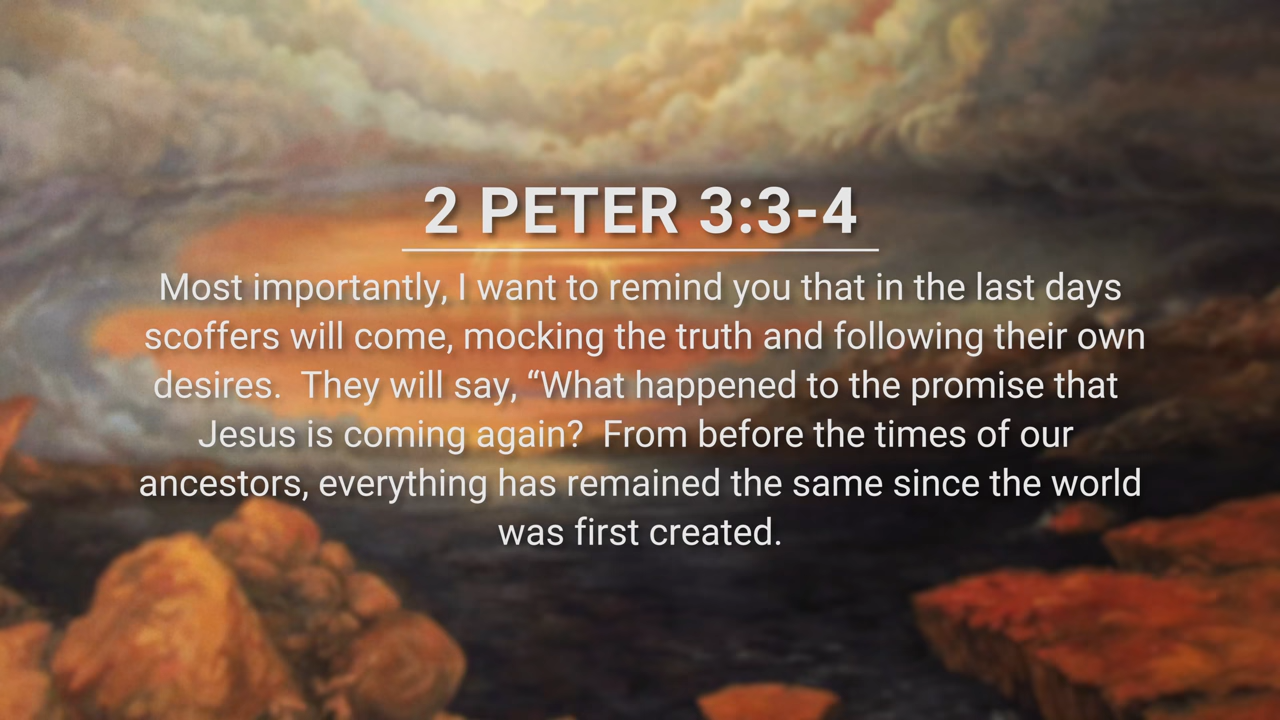 2 PETER 3:3-4
Most importantly, I want to remind you that in the last days
scoffers will come, mocking the truth and following their own
desires.  They will say, “What happened to the promise that
Jesus is coming again?  From before the times of our
ancestors, everything has remained the same since the world
was first created.